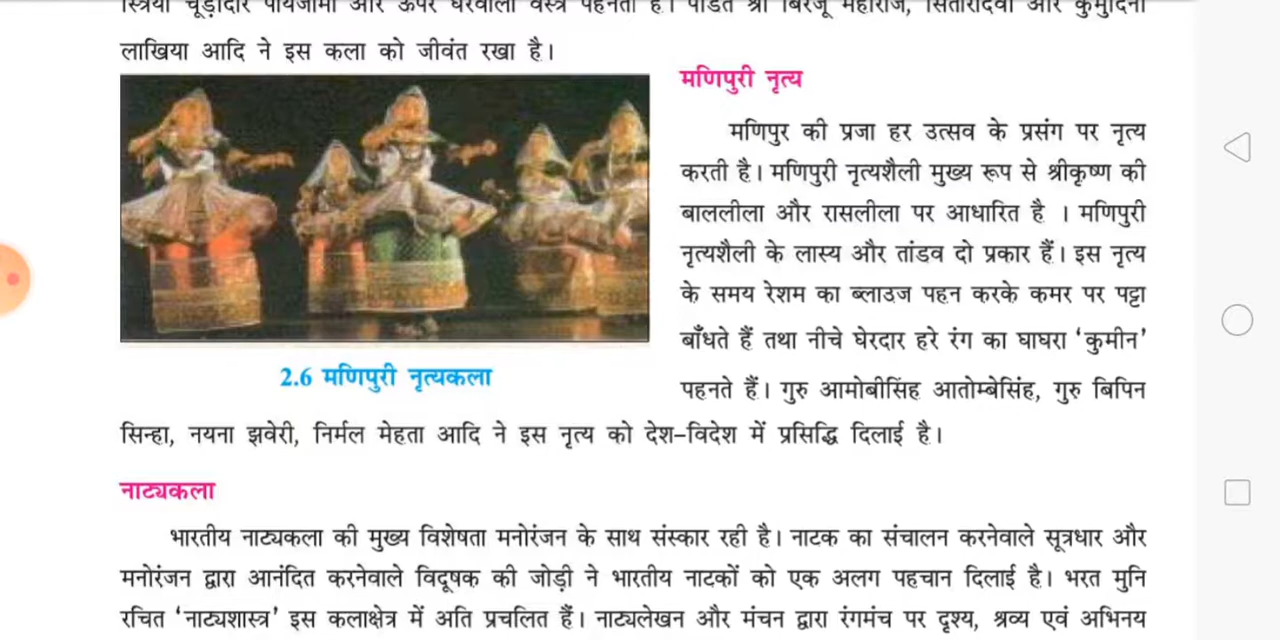 लाखिया आदि ने इस कला को जीवंत रखा है।
मणिपुरी नृत्य
मणिपुर की प्रजा हर उत्सव के प्रसंग पर नृत्य
करती है। मणिपुरी नृत्यशैली मुख्य रूप से श्रीकृष्ण की
बाललीला और रासलीला पर आधारित है । मणिपुरी
नृत्यशैली के लास्य और तांडव दो प्रकार हैं। इस नृत्य
के समय रेशम का ब्लाउज पहन करके कमर पर पट्टा
बाँधते हैं तथा नीचे घेरदार हरे रंग का घाघरा ‘कुमीन’
पहनते हैं। गुरु आमोबीसिंह आतोम्बेसिंह, गुरु बिपिन
सिन्हा, नयना झवेरी, निर्मल मेहता आदि ने इस नृत्य को देश-विदेश में प्रसिद्धि दिलाई है।
2.6 मणिपुरी नृत्यकला
नाट्यकला
भारतीय नाट्यकला की मुख्य विशेषता मनोरंजन के साथ संस्कार रही है। नाटक का संचालन करनेवाले सूत्रधार और
मनोरंजन द्वारा आनंदित करनेवाले विदूषक की जोड़ी ने भारतीय नाटकों को एक अलग पहचान दिलाई है। भरत मुनि
रचित ‘नाट्यशास्त्र’ इस कलाक्षेत्र में अति प्रचलित हैं। नाट्यलेखन और मंचन द्वारा रंगमंच पर दृश्य, श्रव्य एवं अभिनय